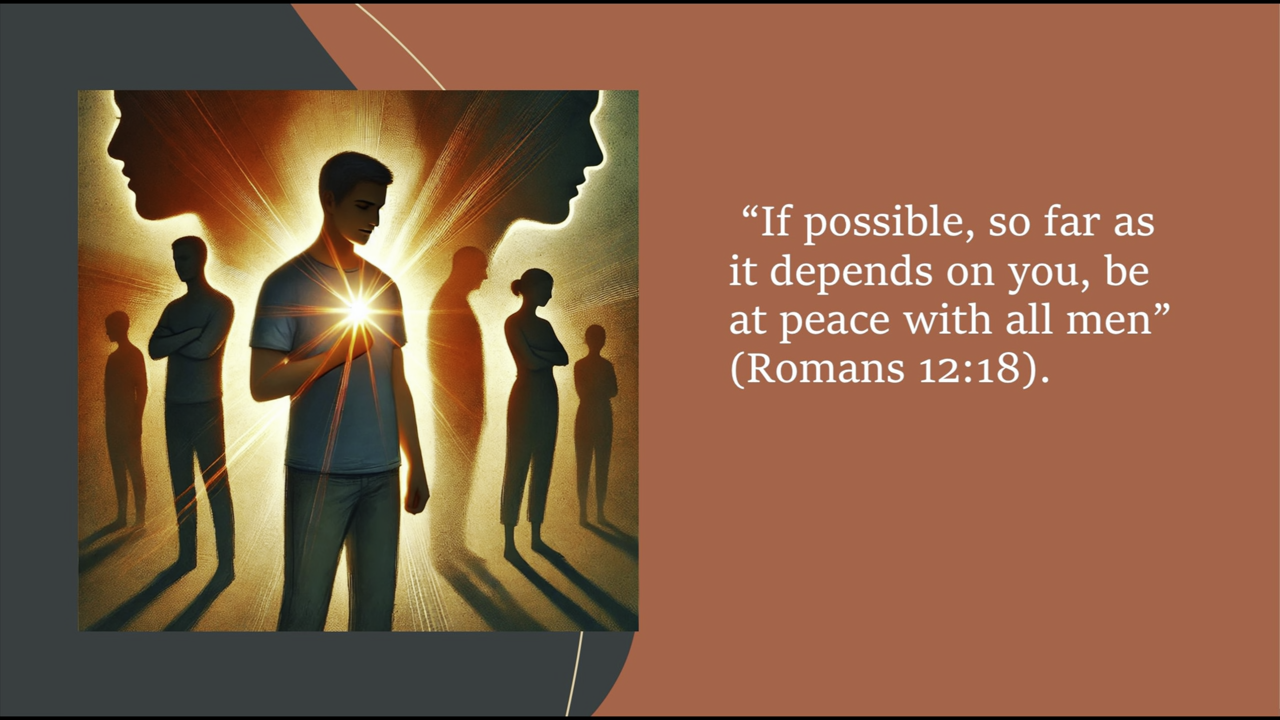 “If possible, so far as
it depends on you, be
at peace with all men”
(Romans 12:18).